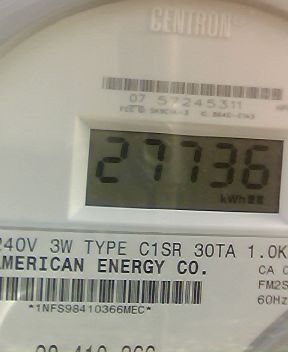 CENTRON
07 57245311
27736
kWh
240V 3W TYPE C1SR 30TA 1.0K
AMERICAN ENERGY CO.
CA 0
FM2S
60Hz
*1NFS98410366MEC*